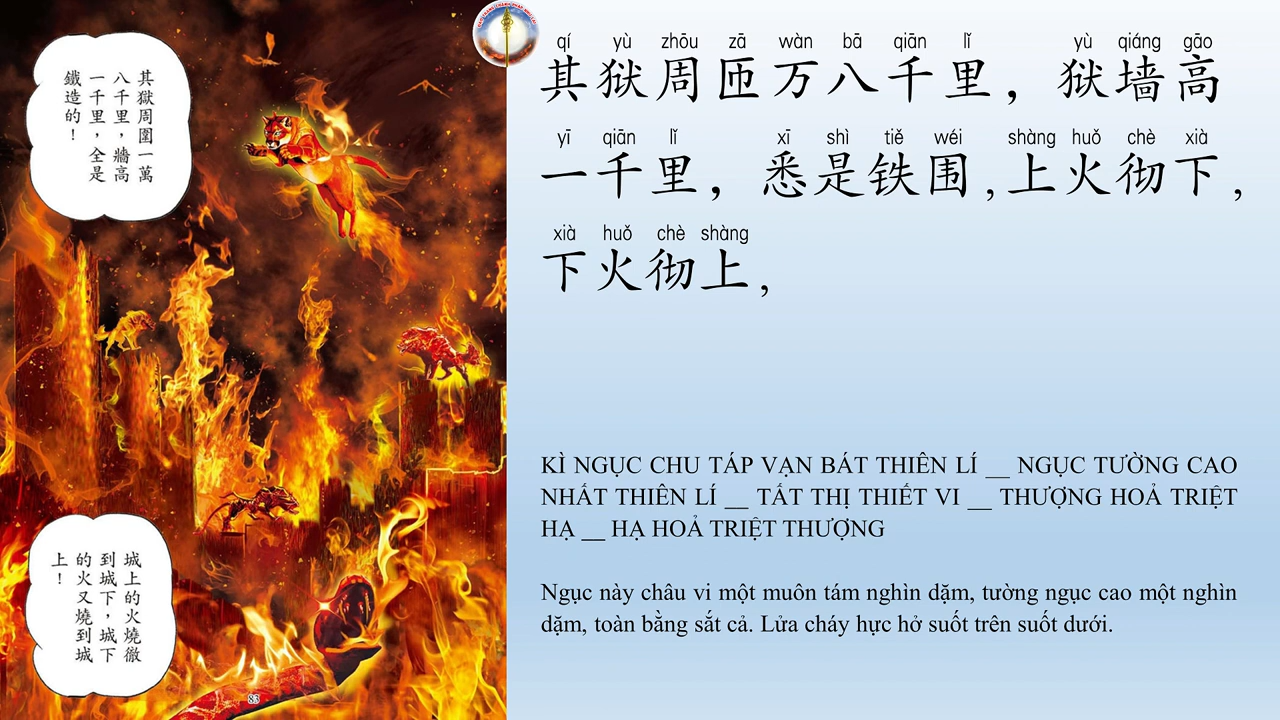 其獄周圍一萬
八千里，牆高
一千里，全是
鐵造的！
城上的火燒徹
到城下，城下
的火又燒到城
上！
83
qí yù zhōu zā wàn bā qiān lǐ yù qiáng gāo
其狱周匝万八千里，狱墙高
yī qiān lǐ xī shì tiě wéi shàng huǒ chè xià
一千里，悉是铁围,上火彻下,
xià huǒ chè shàng
下火彻上,
KÌ NGỤC CHU TÁP VẠN BÁT THIÊN LÍ __ NGỤC TƯỜNG CAO
NHẤT THIÊN LÍ __ TẤT THỊ THIẾT VI __ THƯỢNG HOẢ TRIỆT
HẠ __ HẠ HOẢ TRIỆT THƯỢNG
Ngục này châu vi một muôn tám nghìn dặm, tường ngục cao một nghìn
dặm, toàn bằng sắt cả. Lửa cháy hực hở suốt trên suốt dưới.